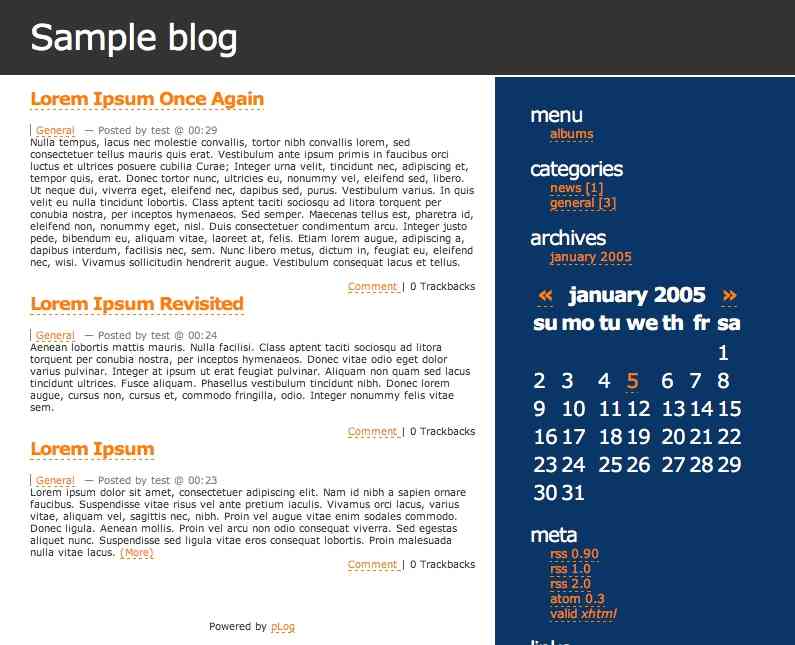 Sample blog
Lorem Ipsum Once Again
General — Posted by test @ 00:29
Nulla tempus, lacus nec molestie convallis, tortor nibh convallis lorem, sed
consectetuer tellus mauris quis erat. Vestibulum ante ipsum primis in faucibus orci
luctus et ultrices posuere cubilia Curae; Integer urna velit, tincidunt nec, adipiscing et,
tempor quis, erat. Donec tortor nunc, ultricies eu, nonummy vel, eleifend sed, libero.
Ut neque dui, viverra eget, eleifend nec, dapibus sed, purus. Vestibulum varius. In quis
velit eu nulla tincidunt lobortis. Class aptent taciti sociosqu ad litora torquent per
conubia nostra, per inceptos hymenaeos. Sed semper. Maecenas tellus est, pharetra id,
eleifend non, nonummy eget, nisl. Duis consectetuer condimentum arcu. Integer justo
pede, bibendum eu, aliquam vitae, laoreet at, felis. Etiam lorem augue, adipiscing a,
dapibus interdum, facilisis nec, sem. Nunc libero metus, dictum in, feugiat eu, eleifend
nec, wisi. Vivamus sollicitudin hendrerit augue. Vestibulum consequat lacus et tellus.
Comment | 0 Trackbacks
Lorem Ipsum Revisited
General — Posted by test @ 00:24
Aenean lobortis mattis mauris. Nulla facilisi. Class aptent taciti sociosqu ad litora
torquent per conubia nostra, per inceptos hymenaeos. Donec vitae odio eget dolor
varius pulvinar. Integer at ipsum ut erat feugiat pulvinar. Aliquam non quam sed lacus
tincidunt ultrices. Fusce aliquam. Phasellus vestibulum tincidunt nibh. Donec lorem
augue, cursus non, cursus et, commodo fringilla, odio. Integer nonummy felis vitae
sem.
Comment | 0 Trackbacks
Lorem Ipsum
General — Posted by test @ 00:23
Lorem ipsum dolor sit amet, consectetuer adipiscing elit. Nam id nibh a sapien ornare
faucibus. Suspendisse vitae risus vel ante pretium iaculis. Vivamus orci lacus, varius
vitae, aliquam vel, sagittis nec, nibh. Proin vel augue vitae enim sodales commodo.
Donec ligula. Aenean mollis. Proin vel arcu non odio consequat viverra. Sed egestas
aliquet nunc. Suspendisse sed ligula vitae eros consequat lobortis. Proin malesuada
nulla vitae lacus. (More)
Comment | 0 Trackbacks
Powered by pLog
menu
albums
categories
news [1]
general [3]
archives
january 2005
« january 2005 »
su mo tu we th fr sa
1
2 3 4 5 6 7 8
9 10 11 12 13 14 15
16 17 18 19 20 21 22
23 24 25 26 27 28 29
30 31
meta
rss 0.90
rss 1.0
rss 2.0
atom 0.3
valid xhtml
links